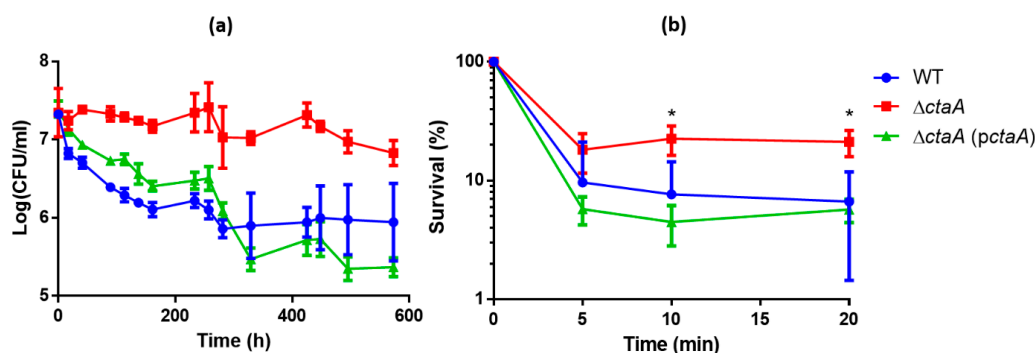 (a)
(b)
8
7
6
5
Log(CFU/ml)
0
200
400
600
Time (h)
100
10
1
Survival (%)
*
*
0
5
10
15
20
Time (min)
WT
ΔctaA
ΔctaA (pctaA)